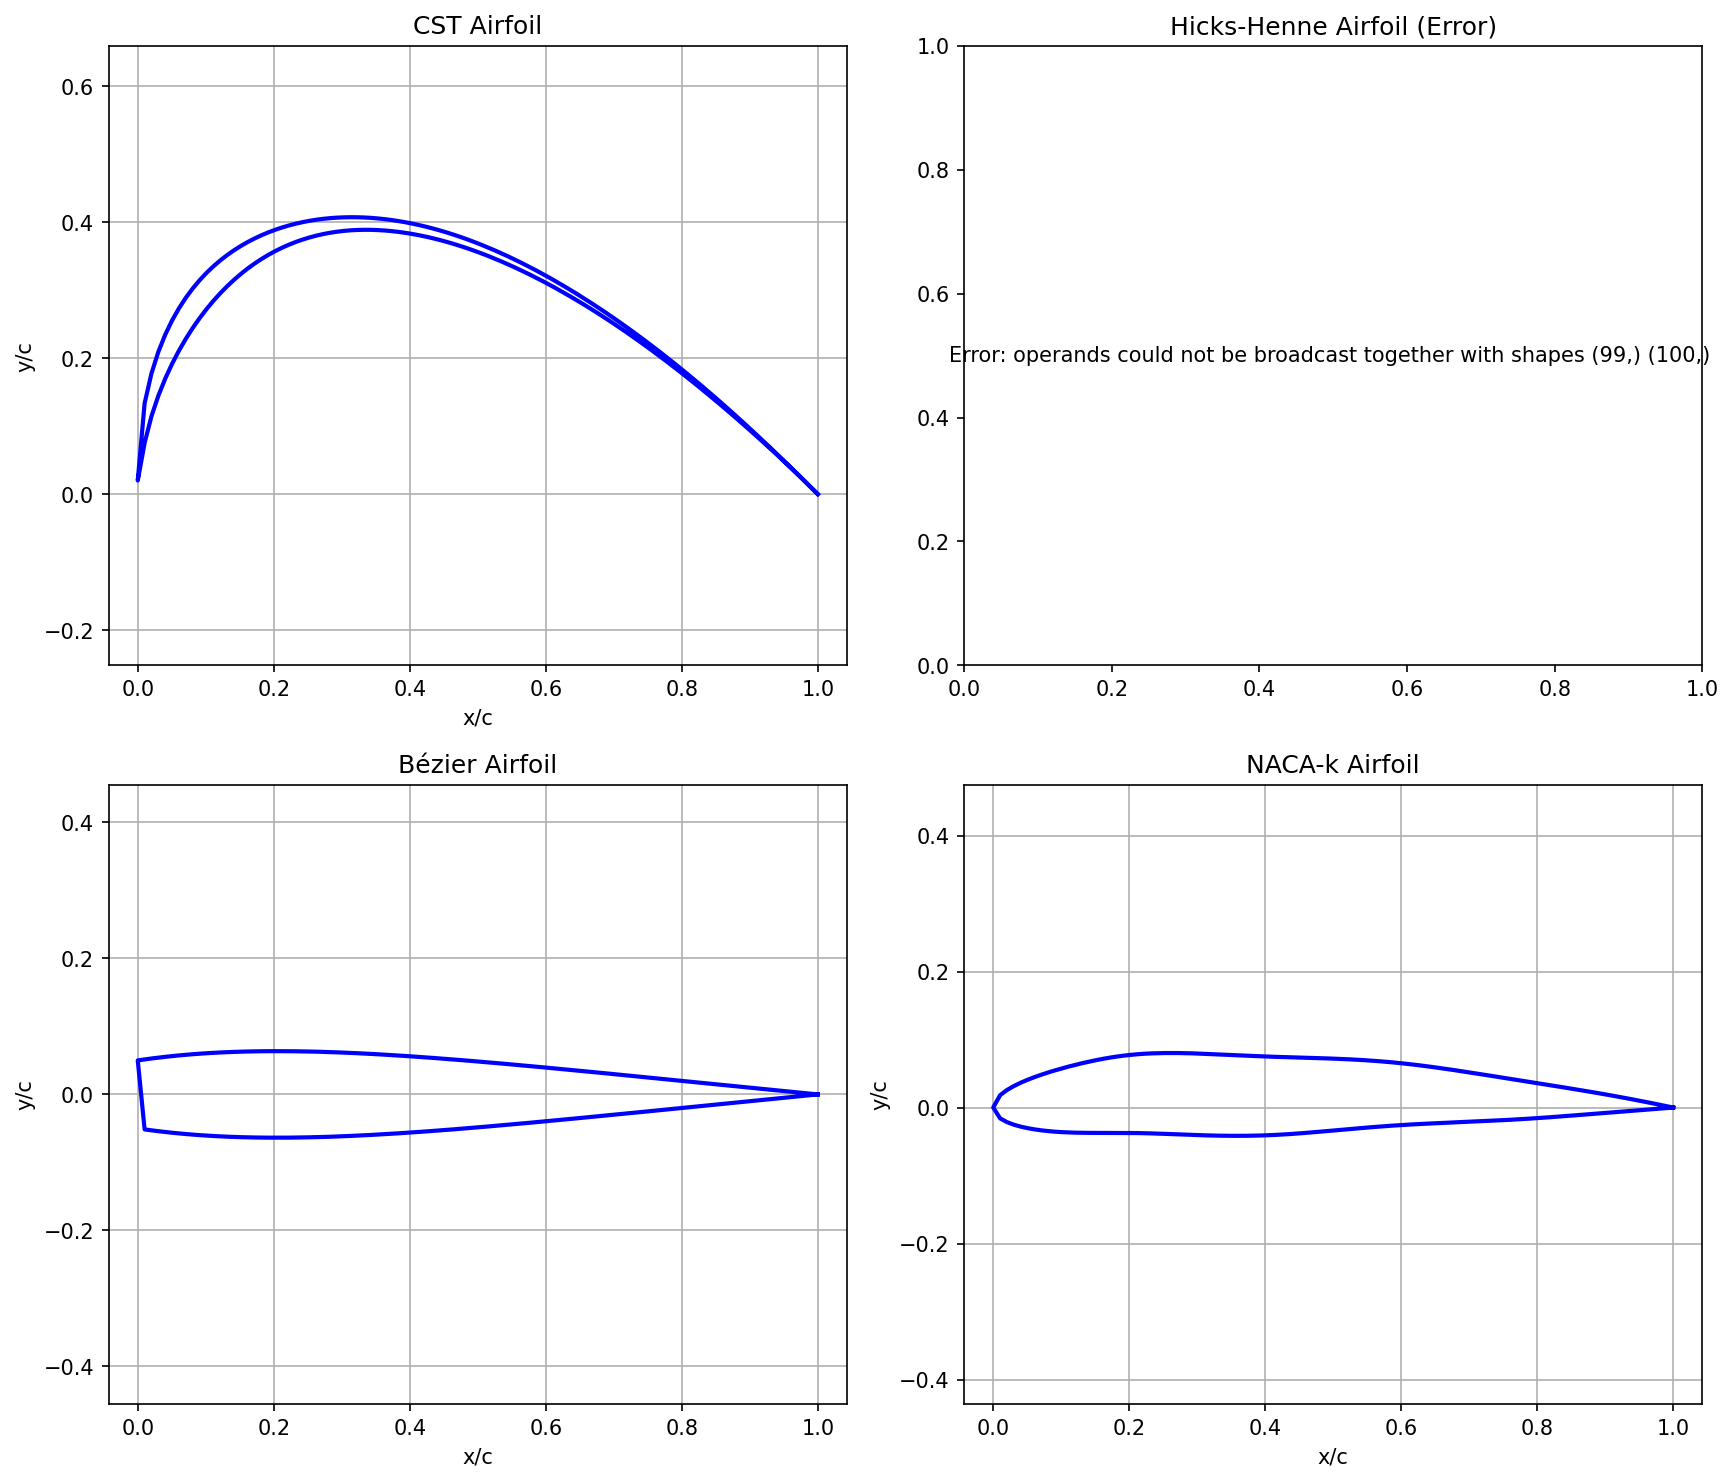 CST Airfoil
0.6
0.4
0.2
0.0
−0.2
y/c
0.0 0.2 0.4 0.6 0.8 1.0
x/c
Hicks-Henne Airfoil (Error)
1.0
0.8
0.6
Error: operands could not be broadcast together with shapes (99,) (100,)
0.4
0.2
0.0
0.0 0.2 0.4 0.6 0.8 1.0
Bézier Airfoil
0.4
0.2
0.0
−0.2
−0.4
y/c
0.0 0.2 0.4 0.6 0.8 1.0
x/c
NACA-k Airfoil
0.4
0.2
0.0
−0.2
−0.4
y/c
0.0 0.2 0.4 0.6 0.8 1.0
x/c